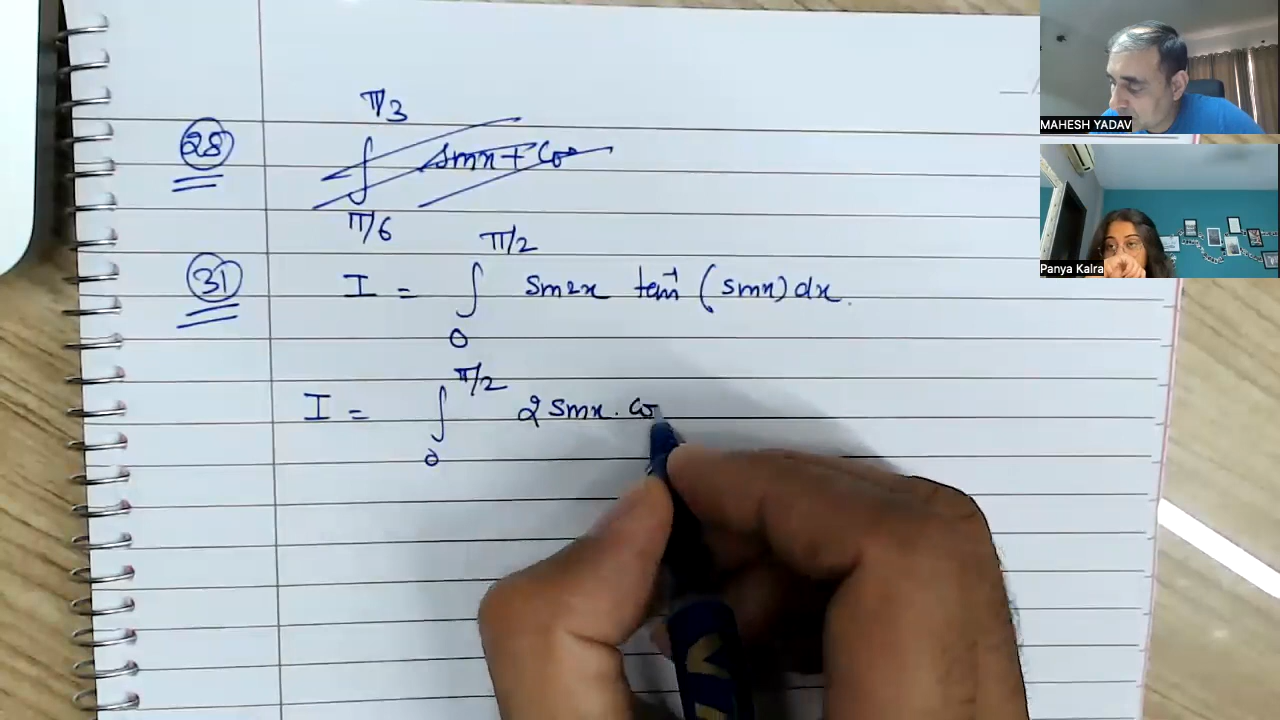 π/3
28 ∫ sinx + Co
π/6
π/2
31 I = ∫ sin2x tan⁻¹ (sinx) dx.
0
π/2
I = ∫ 2 sinx . Co
0
MAHESH YADAV
Panya Kalra